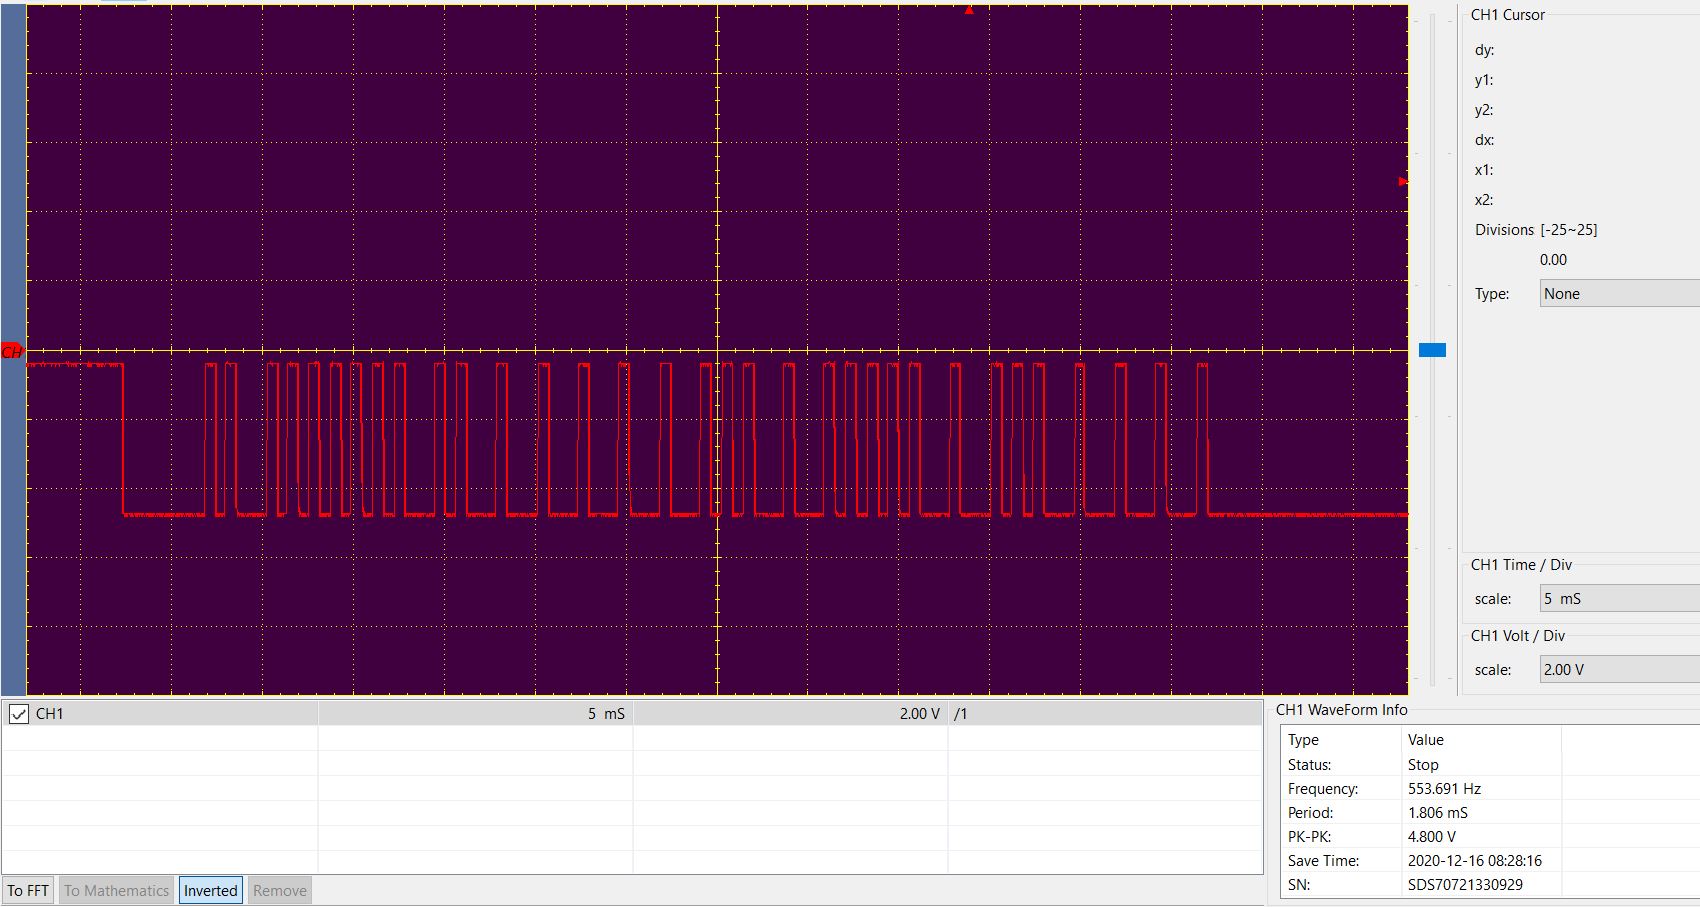 CH1 Cursor
dy:
y1:
y2:
dx:
x1:
x2:
Divisions [-25~25]
0.00
Type: None
CH
CH1 Time / Div
scale: 5 mS
CH1 Volt / Div
scale: 2.00 V
CH1 5 mS 2.00 V /1
CH1 WaveForm Info
Type Value
Status: Stop
Frequency: 553.691 Hz
Period: 1.806 mS
PK-PK: 4.800 V
Save Time: 2020-12-16 08:28:16
SN: SDS70721330929
To FFT To Mathematics Inverted Remove